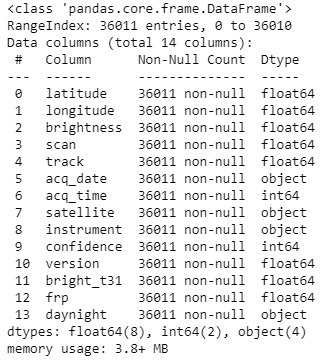 <class 'pandas.core.frame.DataFrame'>
RangeIndex: 36011 entries, 0 to 36010
Data columns (total 14 columns):
 #   Column      Non-Null Count  Dtype
---  ------      --------------  -----
 0   latitude    36011 non-null  float64
 1   longitude   36011 non-null  float64
 2   brightness  36011 non-null  float64
 3   scan        36011 non-null  float64
 4   track       36011 non-null  float64
 5   acq_date    36011 non-null  object
 6   acq_time    36011 non-null  int64
 7   satellite   36011 non-null  object
 8   instrument  36011 non-null  object
 9   confidence  36011 non-null  int64
 10  version     36011 non-null  float64
 11  bright_t31  36011 non-null  float64
 12  frp         36011 non-null  float64
 13  daynight    36011 non-null  object
dtypes: float64(8), int64(2), object(4)
memory usage: 3.8+ MB